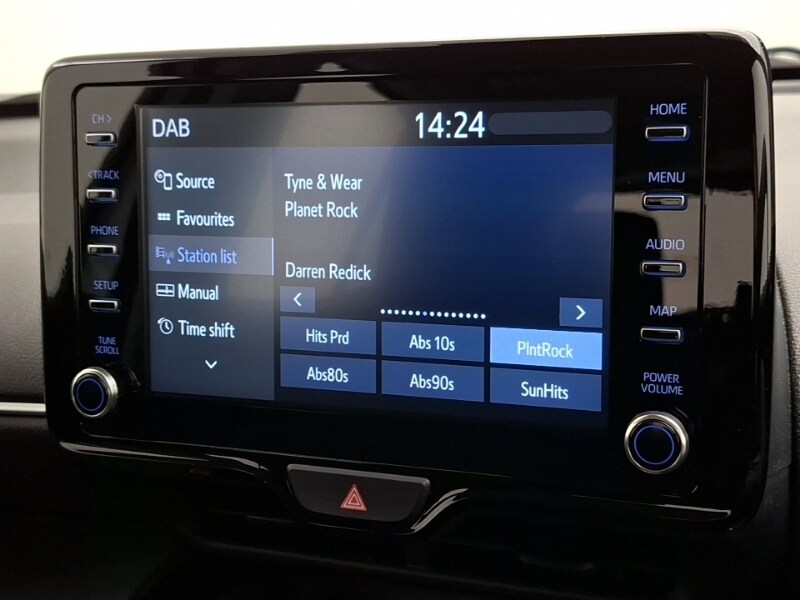 CH >
< TRACK
PHONE
SETUP
TUNE
SCROLL
DAB
14:24
Source
Favourites
Station list
Manual
Time shift
Tyne & Wear
Planet Rock
Darren Redick
<
>
Hits Prd
Abs 10s
PlntRock
Abs80s
Abs90s
SunHits
HOME
MENU
AUDIO
MAP
POWER
VOLUME